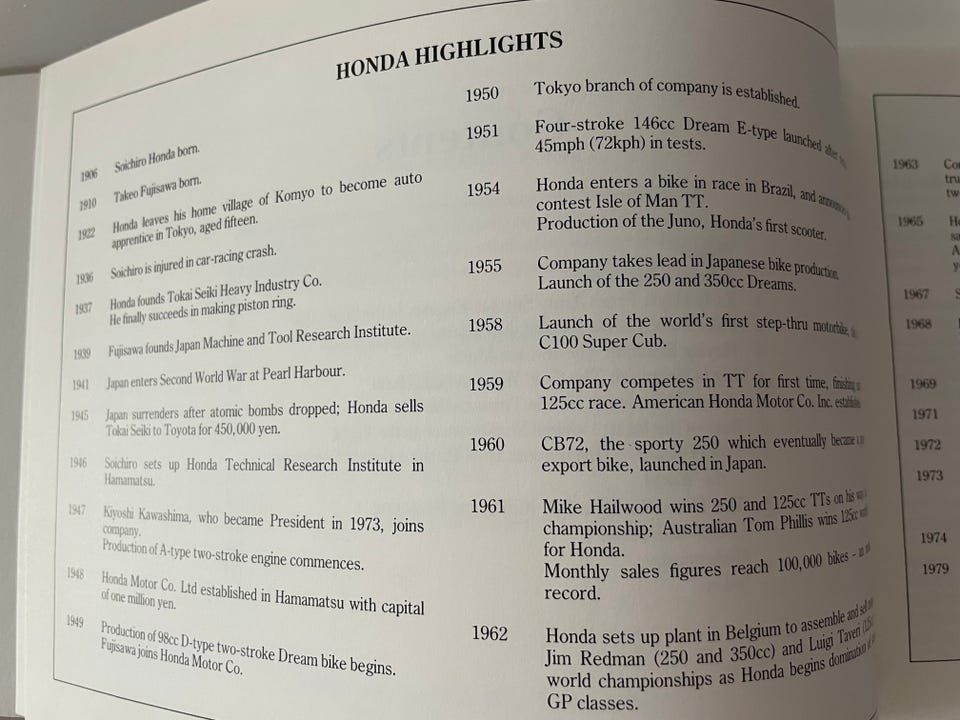 HONDA HIGHLIGHTS
1906 Soichiro Honda born.
1910 Takeo Fujisawa born.
1922 Honda leaves his home village of Komyo to become auto
apprentice in Tokyo, aged fifteen.
1936 Soichiro is injured in car-racing crash.
1937 Honda founds Tokai Seiki Heavy Industry Co.
He finally succeeds in making piston ring.
1939 Fujisawa founds Japan Machine and Tool Research Institute.
1941 Japan enters Second World War at Pearl Harbour.
1945 Japan surrenders after atomic bombs dropped; Honda sells
Tokai Seiki to Toyota for 450,000 yen.
1946 Soichiro sets up Honda Technical Research Institute in
Hamamatsu.
1947 Kiyoshi Kawashima, who became President in 1973, joins
company.
Production of A-type two-stroke engine commences.
1948 Honda Motor Co. Ltd established in Hamamatsu with capital
of one million yen.
1949 Production of 98cc D-type two-stroke Dream bike begins.
Fujisawa joins Honda Motor Co.
1950 Tokyo branch of company is established.
1951 Four-stroke 146cc Dream E-type launched after
45mph (72kph) in tests.
1954 Honda enters a bike in race in Brazil, and
contest Isle of Man TT.
Production of the Juno, Honda's first scooter.
1955 Company takes lead in Japanese bike production.
Launch of the 250 and 350cc Dreams.
1958 Launch of the world's first step-thru motorbike,
C100 Super Cub.
1959 Company competes in TT for first time, finishing
125cc race. American Honda Motor Co. Inc.
1960 CB72, the sporty 250 which eventually became
export bike, launched in Japan.
1961 Mike Hailwood wins 250 and 125cc TTs on his
championship; Australian Tom Phillis wins 125cc
for Honda.
Monthly sales figures reach 100,000 bikes –
record.
1962 Honda sets up plant in Belgium to assemble and
Jim Redman (250 and 350cc) and Luigi Taveri
world championships as Honda begins domination of
GP classes.
1963
1965
1967
1968
1969
1971
1972
1973
1974
1979